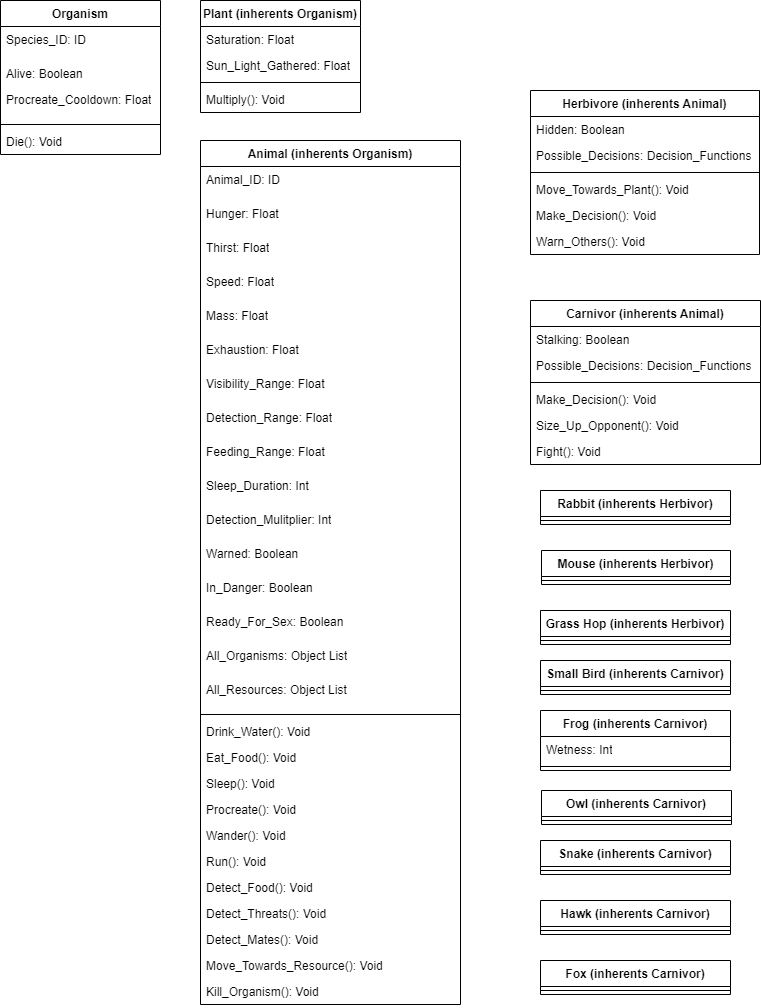 Organism
Species_ID: ID
Alive: Boolean
Procreate_Cooldown: Float
Die(): Void
Plant (inherents Organism)
Saturation: Float
Sun_Light_Gathered: Float
Multiply(): Void
Animal (inherents Organism)
Animal_ID: ID
Hunger: Float
Thirst: Float
Speed: Float
Mass: Float
Exhaustion: Float
Visibility_Range: Float
Detection_Range: Float
Feeding_Range: Float
Sleep_Duration: Int
Detection_Mulitplier: Int
Warned: Boolean
In_Danger: Boolean
Ready_For_Sex: Boolean
All_Organisms: Object List
All_Resources: Object List
Drink_Water(): Void
Eat_Food(): Void
Sleep(): Void
Procreate(): Void
Wander(): Void
Run(): Void
Detect_Food(): Void
Detect_Threats(): Void
Detect_Mates(): Void
Move_Towards_Resource(): Void
Kill_Organism(): Void
Herbivore (inherents Animal)
Hidden: Boolean
Possible_Decisions: Decision_Functions
Move_Towards_Plant(): Void
Make_Decision(): Void
Warn_Others(): Void
Carnivor (inherents Animal)
Stalking: Boolean
Possible_Decisions: Decision_Functions
Make_Decision(): Void
Size_Up_Opponent(): Void
Fight(): Void
Rabbit (inherents Herbivor)
Mouse (inherents Herbivor)
Grass Hop (inherents Herbivor)
Small Bird (inherents Carnivor)
Frog (inherents Carnivor)
Wetness: Int
Owl (inherents Carnivor)
Snake (inherents Carnivor)
Hawk (inherents Carnivor)
Fox (inherents Carnivor)